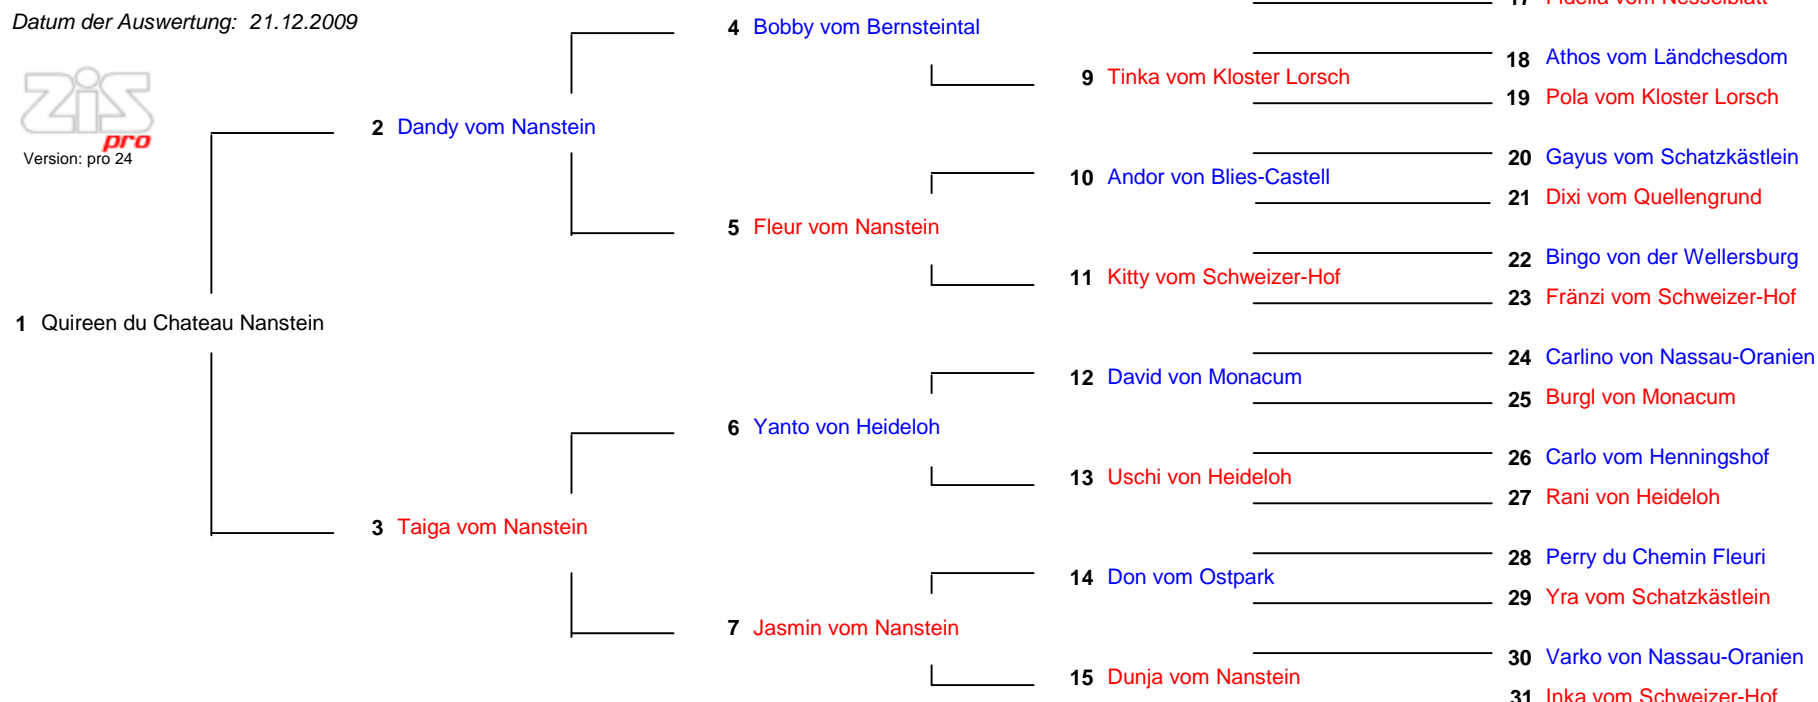 17 Fidelia vom Nesselblatt
Datum der Auswertung: 21.12.2009
4 Bobby vom Bernsteintal
18 Athos vom Ländchesdom
9 Tinka vom Kloster Lorsch
19 Pola vom Kloster Lorsch
ZiS
pro
Version: pro 24
2 Dandy vom Nanstein
20 Gayus vom Schatzkästlein
10 Andor von Blies-Castell
21 Dixi vom Quellengrund
5 Fleur vom Nanstein
22 Bingo von der Wellersburg
11 Kitty vom Schweizer-Hof
23 Fränzi vom Schweizer-Hof
1 Quireen du Chateau Nanstein
24 Carlino von Nassau-Oranien
12 David von Monacum
25 Burgl von Monacum
6 Yanto von Heideloh
26 Carlo vom Henningshof
13 Uschi von Heideloh
27 Rani von Heideloh
3 Taiga vom Nanstein
28 Perry du Chemin Fleuri
14 Don vom Ostpark
29 Yra vom Schatzkästlein
7 Jasmin vom Nanstein
30 Varko von Nassau-Oranien
15 Dunja vom Nanstein
31 Inka vom Schweizer-Hof